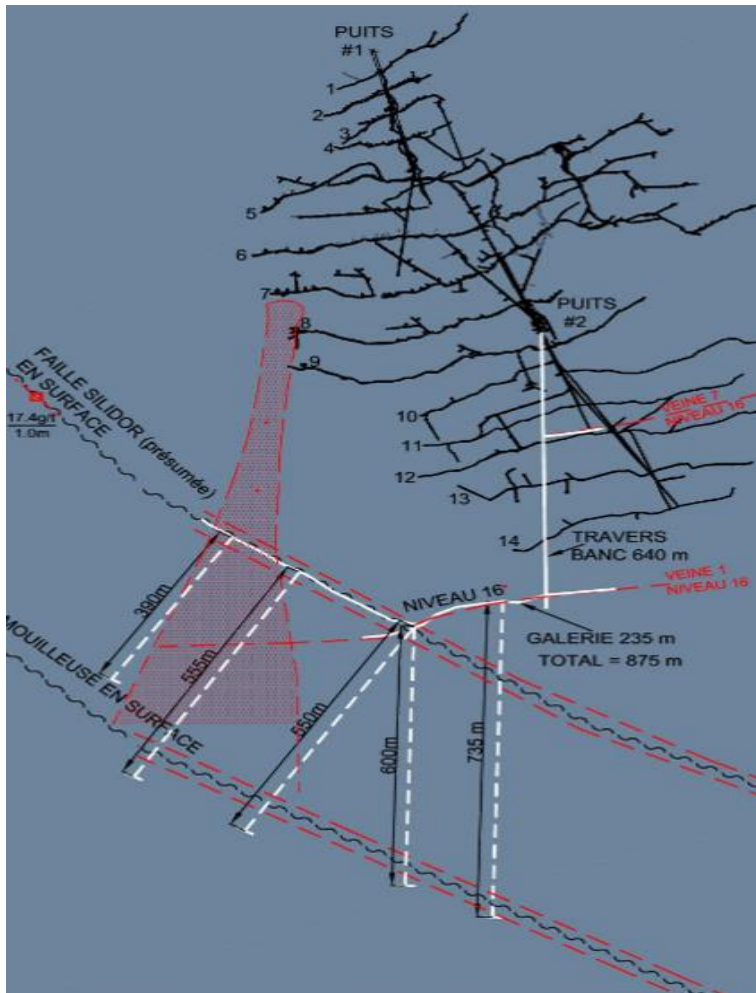 PUITS
#1
1
2
3
4
5
6
7
8
PUITS
#2
9
FAILLE SILIDOR (présumée)
EN SURFACE
17.4g/t
1.0m
10
VEINE 7
NIVEAU 16
11
12
13
14
TRAVERS
BANC 640 m
NIVEAU 16
VEINE 1
NIVEAU 16
GALERIE 235 m
TOTAL = 875 m
390m
555m
MOUILLEUSE EN SURFACE
550m
600m
735 m